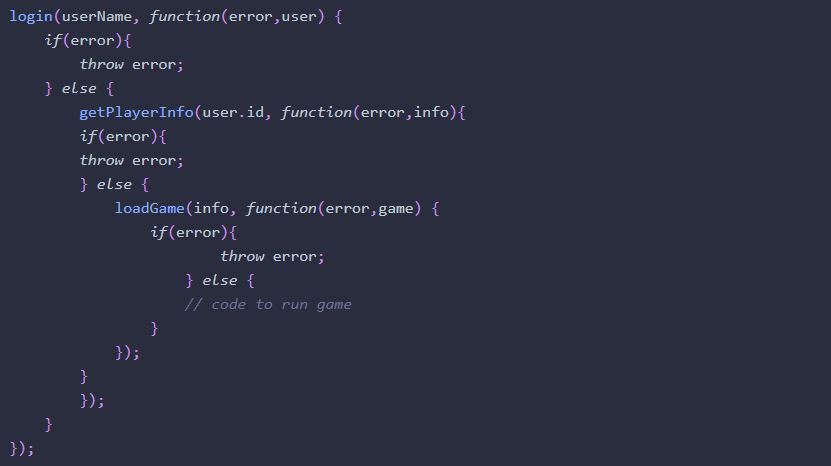 login(userName, function(error,user) {
    if(error){
        throw error;
    } else {
        getPlayerInfo(user.id, function(error,info){
        if(error){
        throw error;
        } else {
            loadGame(info, function(error,game) {
                if(error){
                        throw error;
                    } else {
                    // code to run game
                }
            });
        }
        });
    }
});